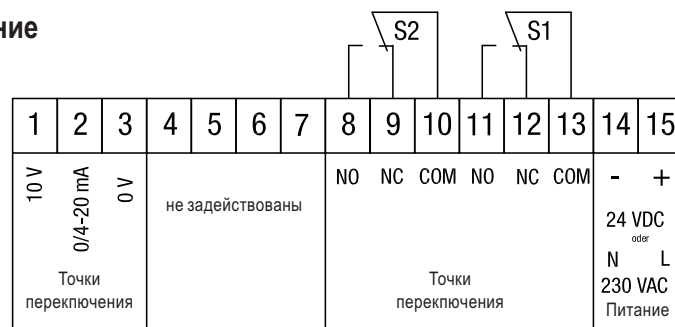 ние
S2 S1
1 2 3 4 5 6 7 8 9 10 11 12 13 14 15
10 V
0/4-20 mA
0 V
не задействованы
NO NC COM NO NC COM
- +
24 VDC
oder
N L
230 VAC
Питание
Точки
перекпючения
Точки
перекпючения